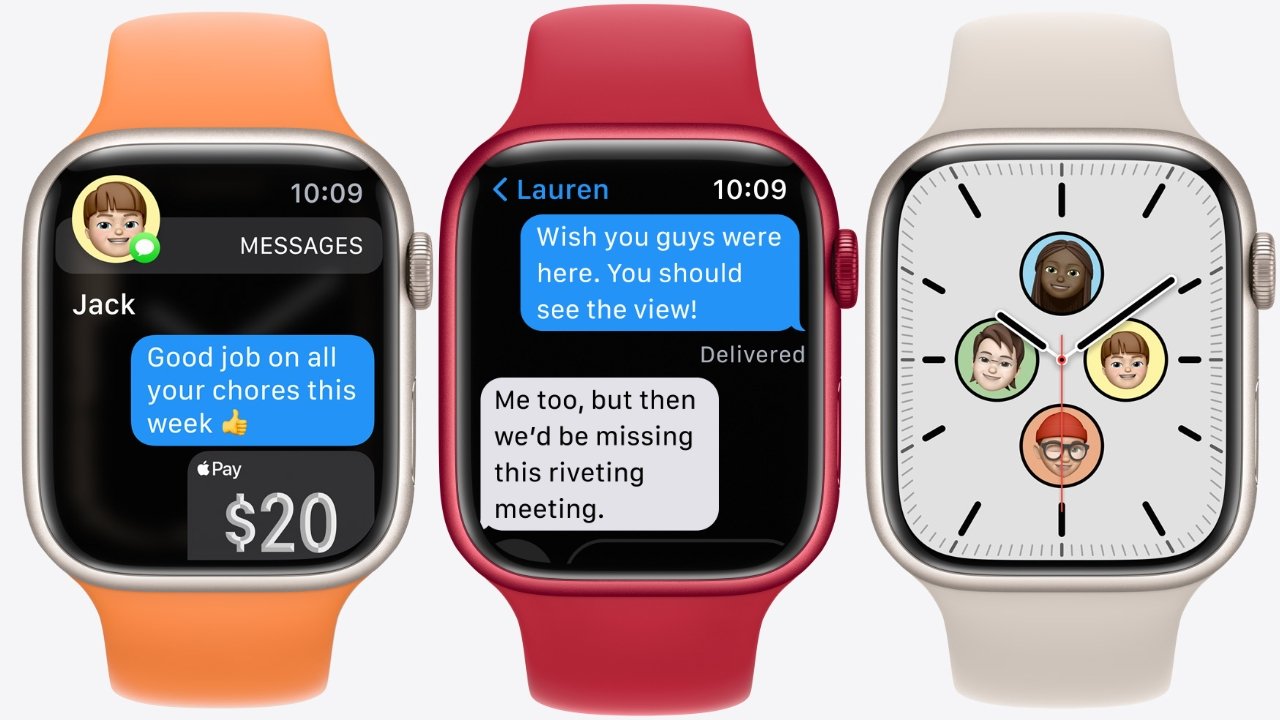 10:09
MESSAGES
Jack
Good job on all
your chores this
week 👍
Pay
$20
Lauren 10:09
Wish you guys were
here. You should
see the view!
Delivered
Me too, but then
we'd be missing
this riveting
meeting.